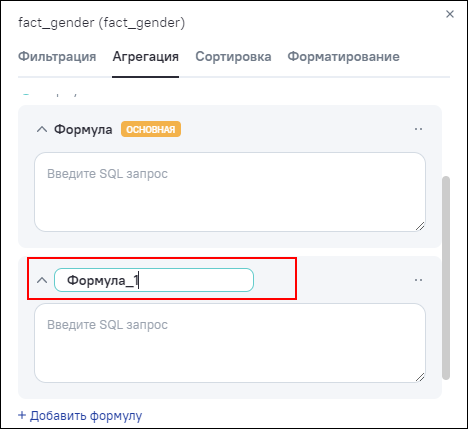 fact_gender (fact_gender)
Фильтрация Агрегация Сортировка Форматирование
Формула ОСНОВНАЯ
Введите SQL запрос
Формула_1
Введите SQL запрос
+ Добавить формулу